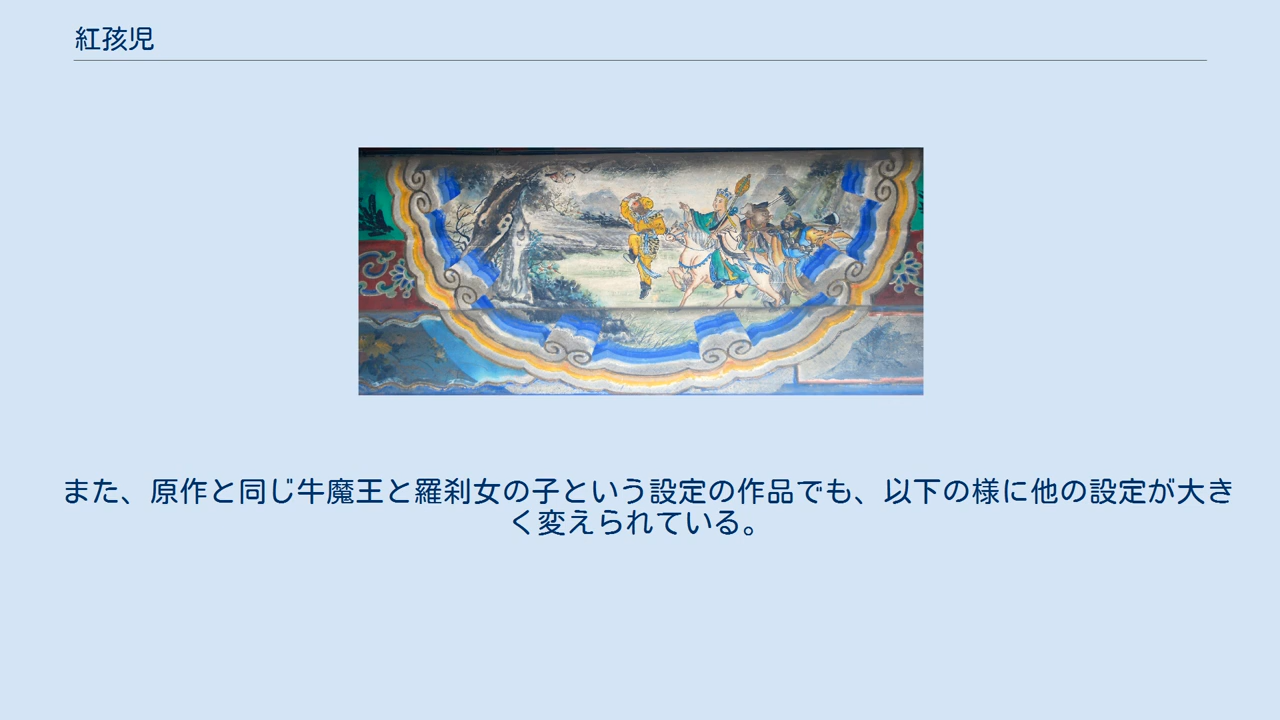 紅孩児
また、原作と同じ牛魔王と羅刹女の子という設定の作品でも、以下の様に他の設定が大き
く変えられている。